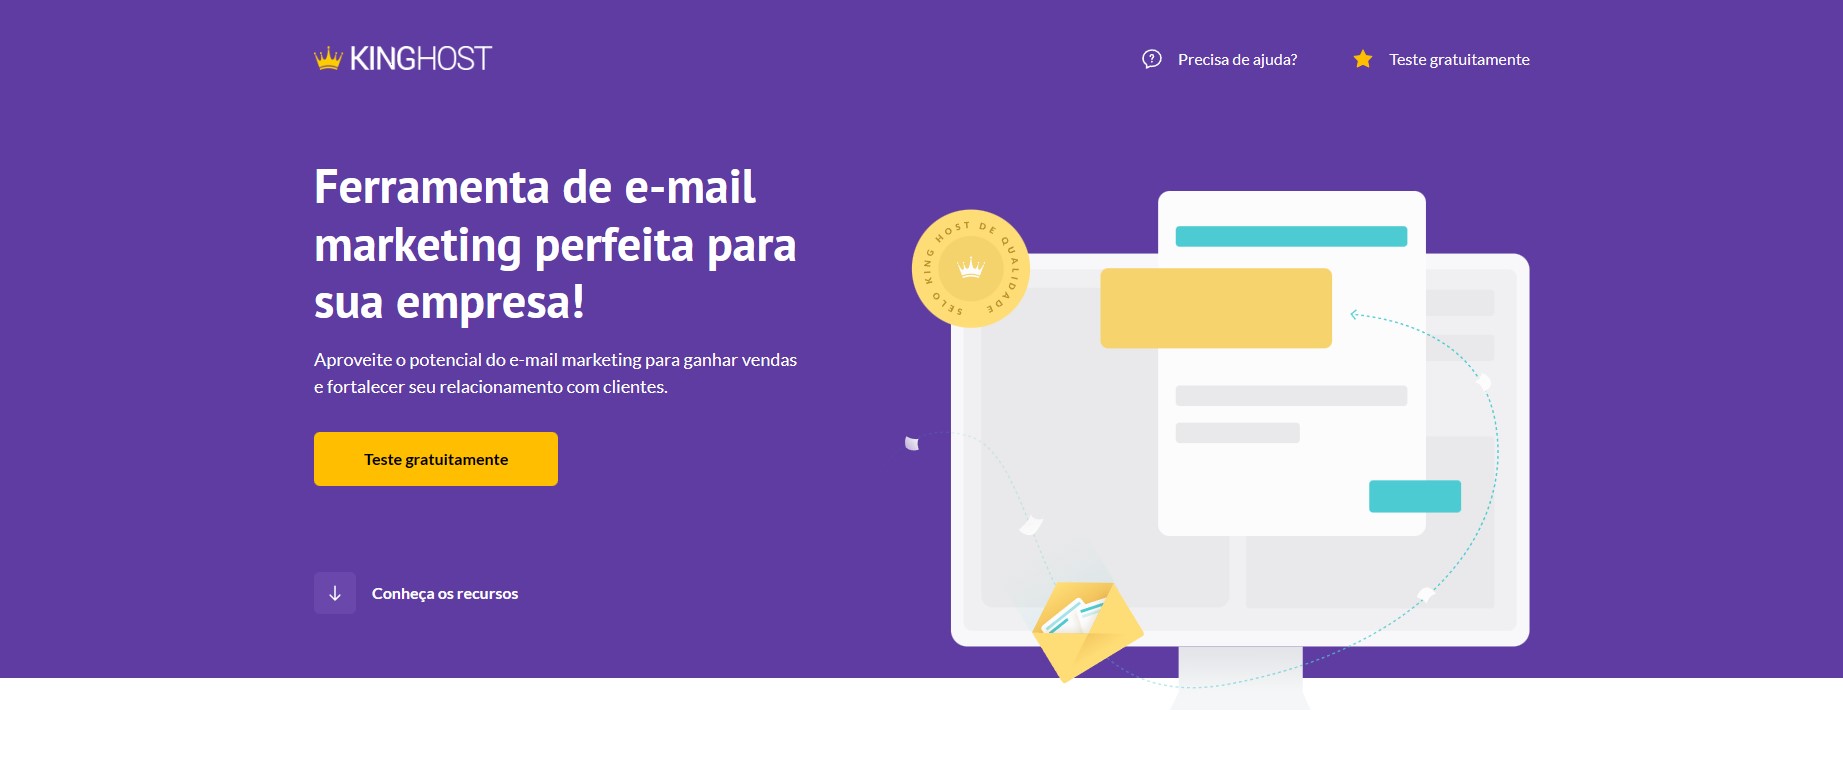 KINGHOST
Precisa de ajuda?
Teste gratuitamente
Ferramenta de e-mail
marketing perfeita para
sua empresa!
Aproveite o potencial do e-mail marketing para ganhar vendas
e fortalecer seu relacionamento com clientes.
Teste gratuitamente
Conheça os recursos
SELO KING HOST DE QUALIDADE